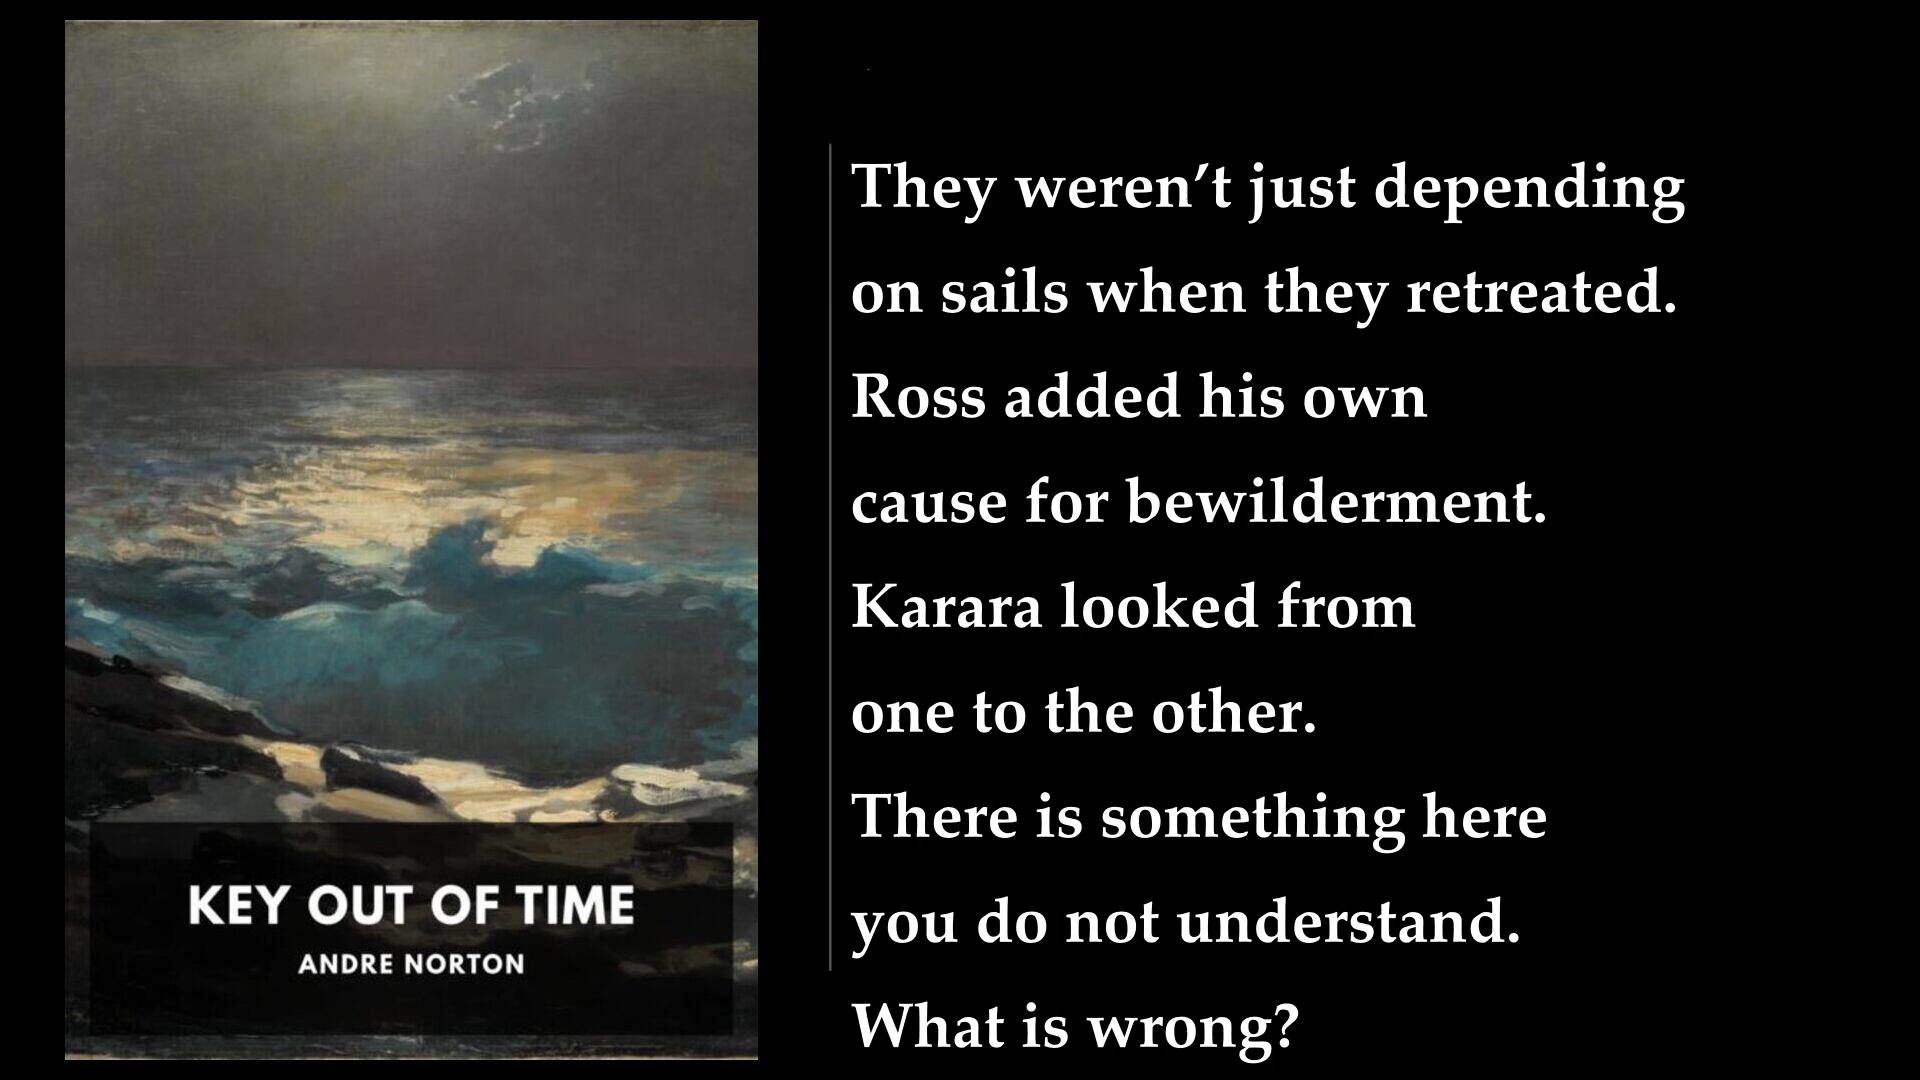 KEY OUT OF TIME
ANDRE NORTON
They weren’t just depending
on sails when they retreated.
Ross added his own
cause for bewilderment.
Karara looked from
one to the other.
There is something here
you do not understand.
What is wrong?